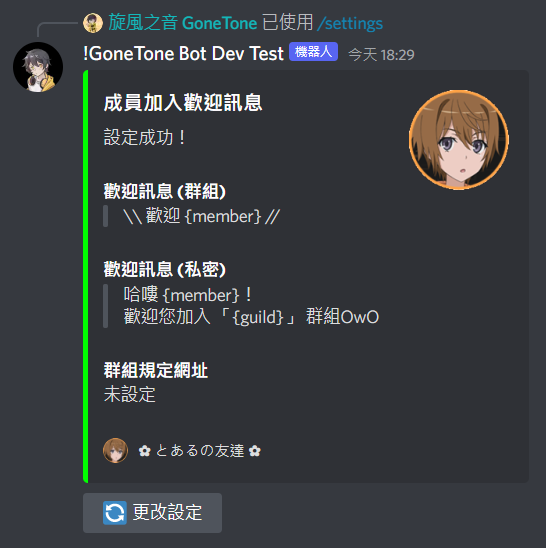 旋風之音 GoneTone 已使用 /settings
!GoneTone Bot Dev Test 機器人 今天 18:29
成員加入歡迎訊息
設定成功！
歡迎訊息 (群組)
\\ 歡迎 {member} //
歡迎訊息 (私密)
哈嘍 {member}！
歡迎您加入「 {guild} 」 群組OwO
群組規定網址
未設定
✿ とあるの友達 ✿
更改設定